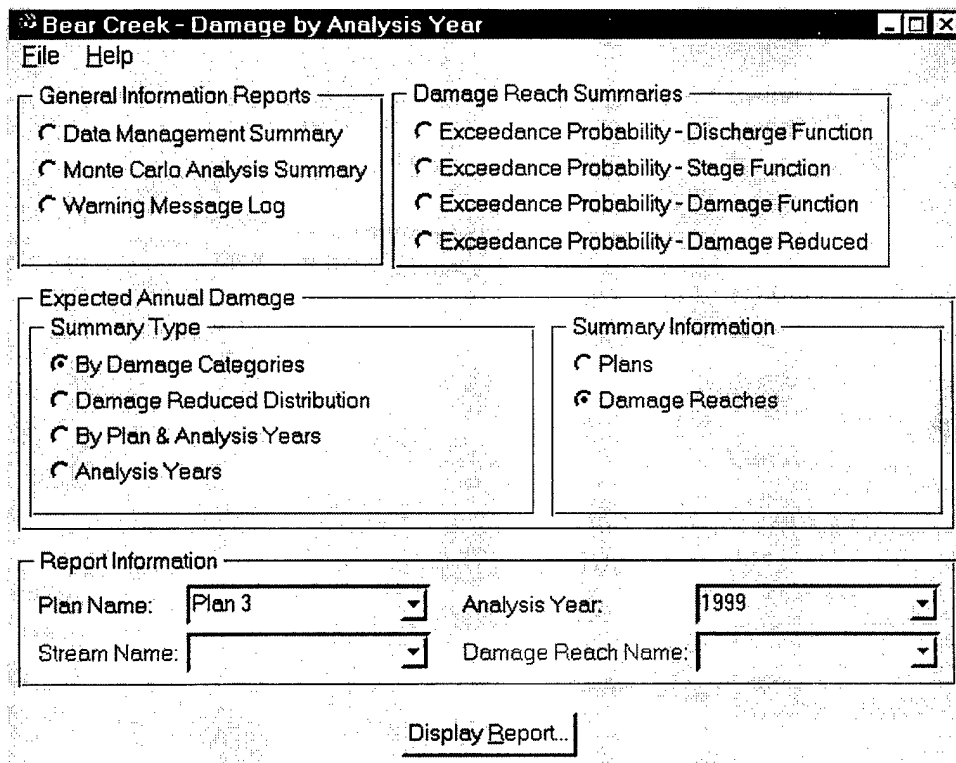 Bear Creek - Damage by Analysis Year
File Help
General Information Reports
Data Management Summary
Monte Carlo Analysis Summary
Warning Message Log
Damage Reach Summaries
Exceedance Probability - Discharge Function
Exceedance Probability - Stage Function
Exceedance Probability - Damage Function
Exceedance Probability - Damage Reduced
Expected Annual Damage
Summary Type
By Damage Categories
Damage Reduced Distribution
By Plan & Analysis Years
Analysis Years
Summary Information
Plans
Damage Reaches
Report Information
Plan Name: Plan 3
Analysis Year: 1999
Stream Name:
Damage Reach Name:
Display Report...